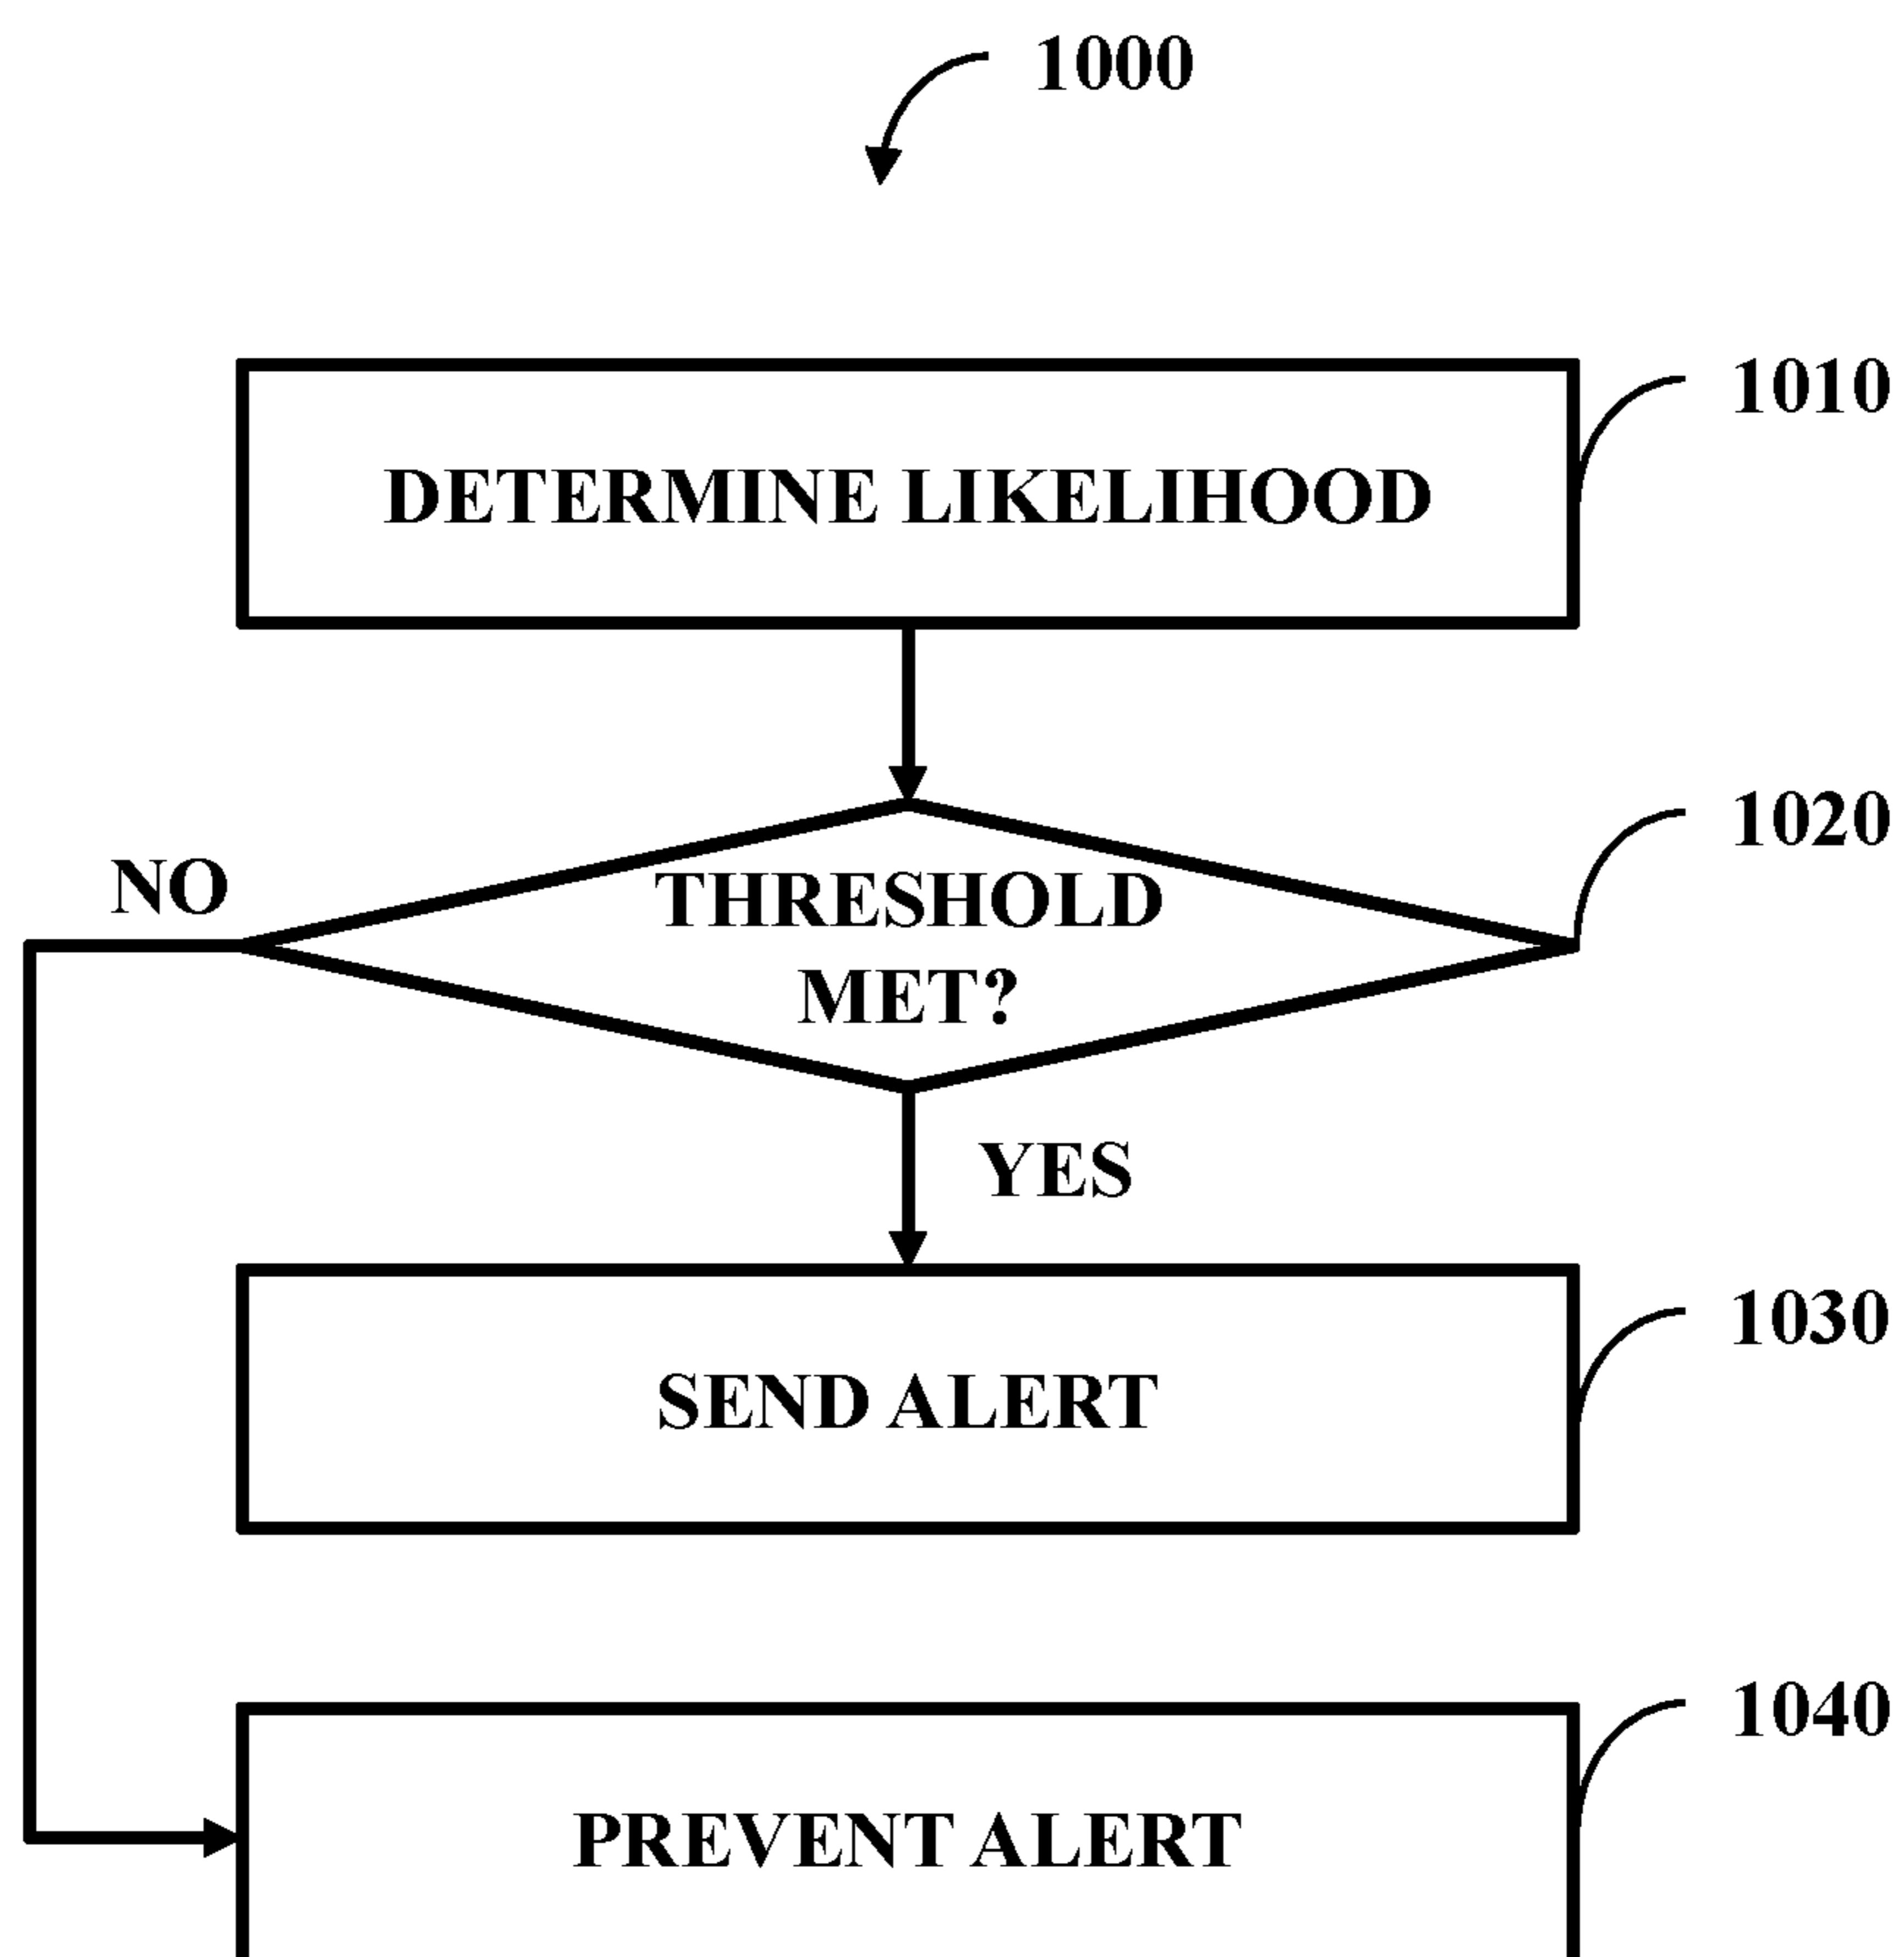 1000
1010
DETERMINE LIKELIHOOD
1020
NO
THRESHOLD
MET?
YES
1030
SEND ALERT
1040
PREVENT ALERT